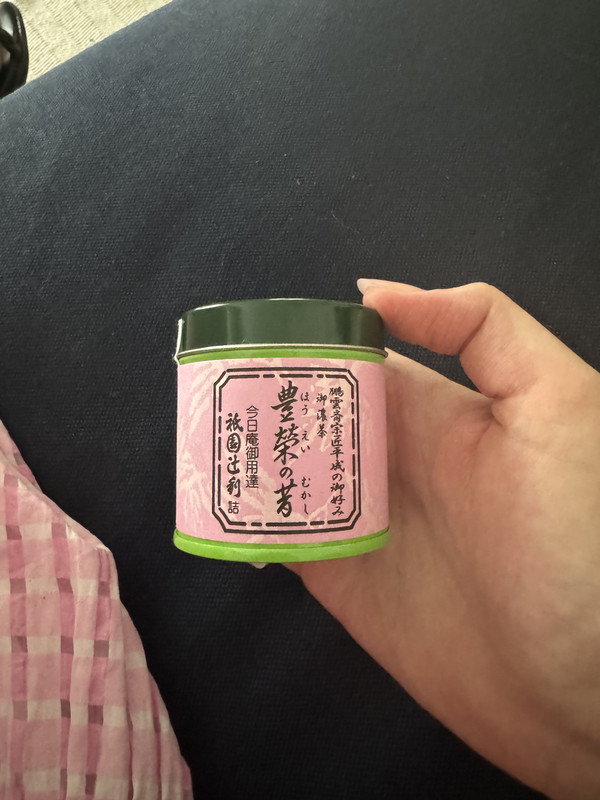 鵬雲斎宗匠平成の御好み
御濃茶
豊榮の昔
ほうえい むかし
今日庵御用達
祇園辻利 詰